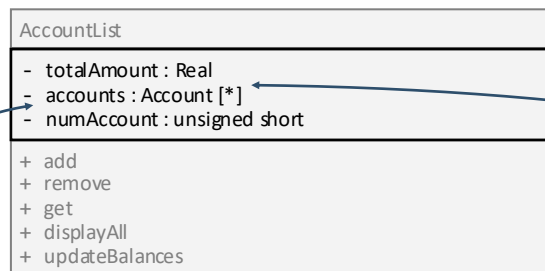 AccountList
- totalAmount : Real
- accounts : Account [*]
- numAccount : unsigned short
+ add
+ remove
+ get
+ displayAll
+ updateBalances